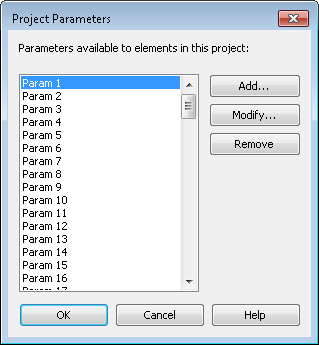 Project Parameters
Parameters available to elements in this project:
Param 1
Param 2
Param 3
Param 4
Param 5
Param 6
Param 7
Param 8
Param 9
Param 10
Param 11
Param 12
Param 13
Param 14
Param 15
Param 16
Param 17
Add...
Modify...
Remove
OK
Cancel
Help